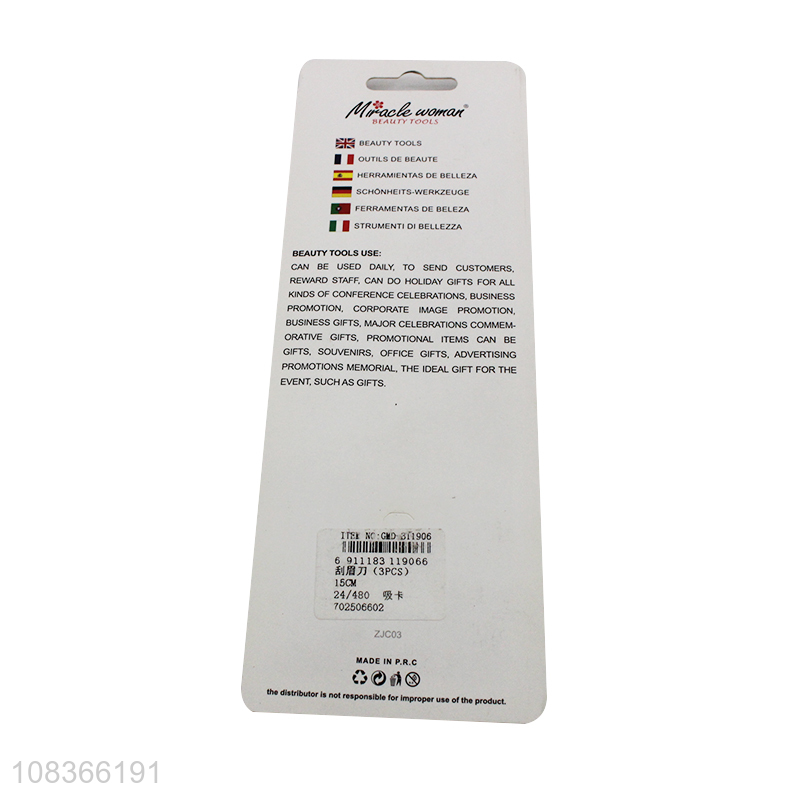 Miracle woman®
BEAUTY TOOLS
BEAUTY TOOLS
OUTILS DE BEAUTE
HERRAMIENTAS DE BELLEZA
SCHÖNHEITS-WERKZEUGE
FERRAMENTAS DE BELEZA
STRUMENTI DI BELLEZZA
BEAUTY TOOLS USE:
CAN BE USED DAILY, TO SEND CUSTOMERS,
REWARD STAFF, CAN DO HOLIDAY GIFTS FOR ALL
KINDS OF CONFERENCE CELEBRATIONS, BUSINESS
PROMOTION, CORPORATE IMAGE PROMOTION,
BUSINESS GIFTS, MAJOR CELEBRATIONS COMMEM-
ORATIVE GIFTS, PROMOTIONAL ITEMS CAN BE
GIFTS, SOUVENIRS, OFFICE GIFTS, ADVERTISING
PROMOTIONS MEMORIAL, THE IDEAL GIFT FOR THE
EVENT, SUCH AS GIFTS.
ITEM NO:GMD-311906
6 911183 119066
刮眉刀（3PCS）
15CM
24/480 吸卡
702506602
ZJC03
MADE IN P.R.C
the distributor is not responsible for improper use of the product.
108366191